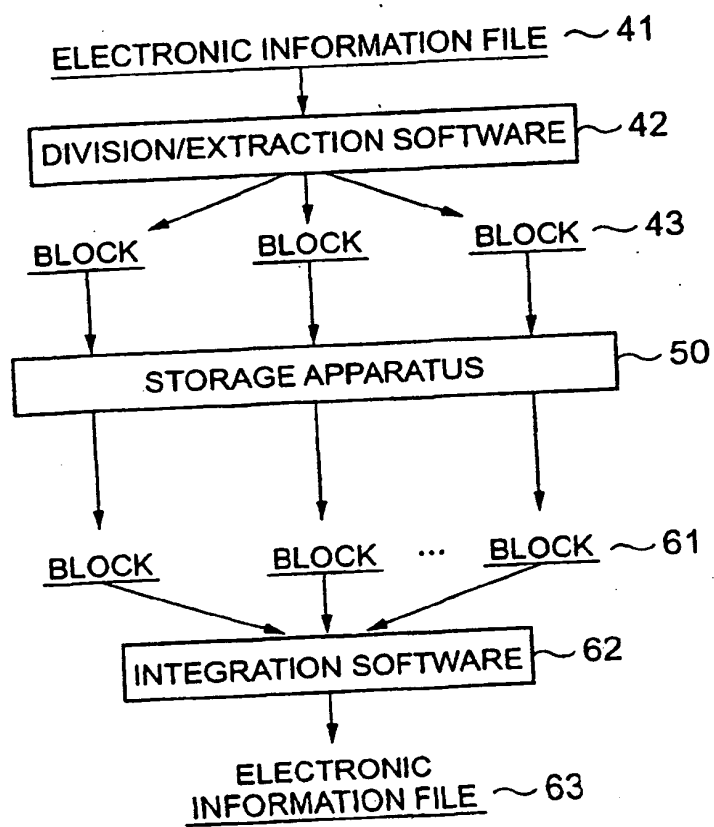 ELECTRONIC INFORMATION FILE 41
DIVISION/EXTRACTION SOFTWARE 42
BLOCK BLOCK BLOCK 43
STORAGE APPARATUS 50
BLOCK BLOCK ... BLOCK 61
INTEGRATION SOFTWARE 62
ELECTRONIC
INFORMATION FILE 63